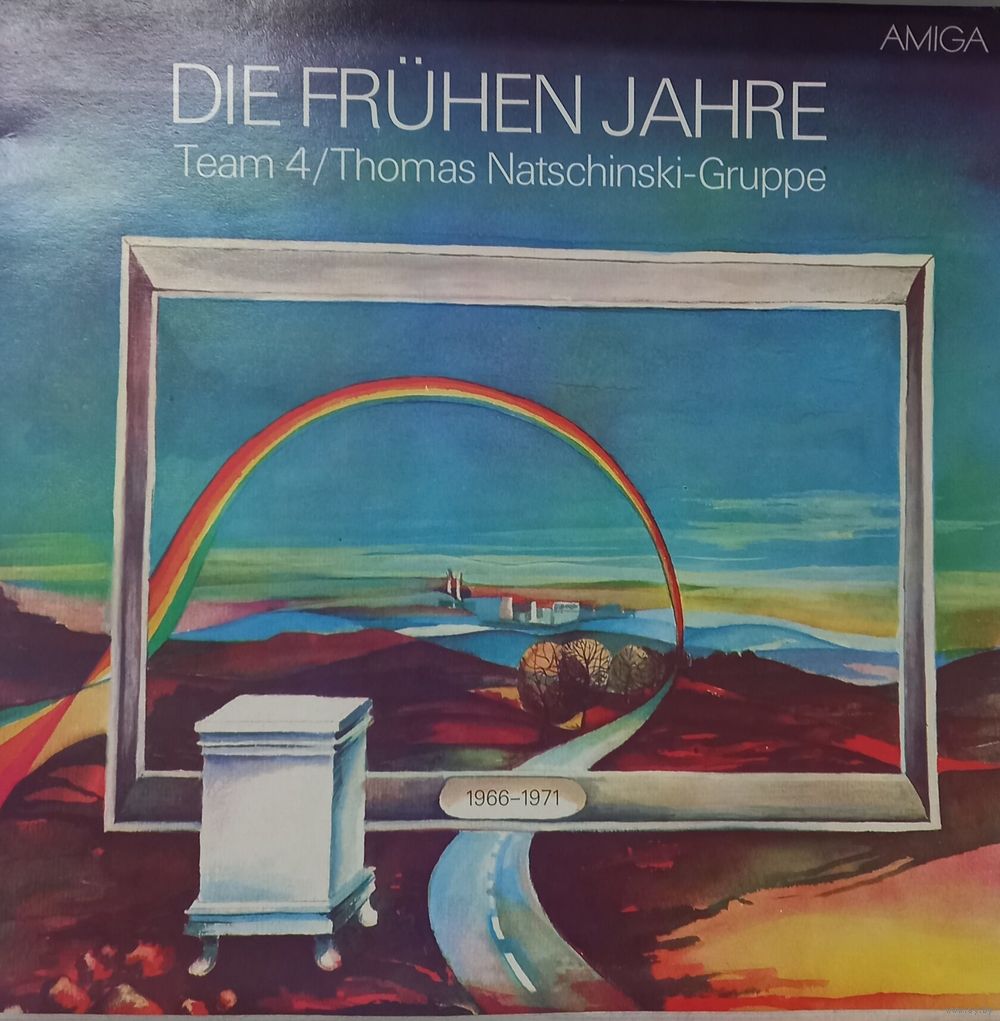 AMIGA
DIE FRÜHEN JAHRE
Team 4/Thomas Natschinski-Gruppe
1966–1971